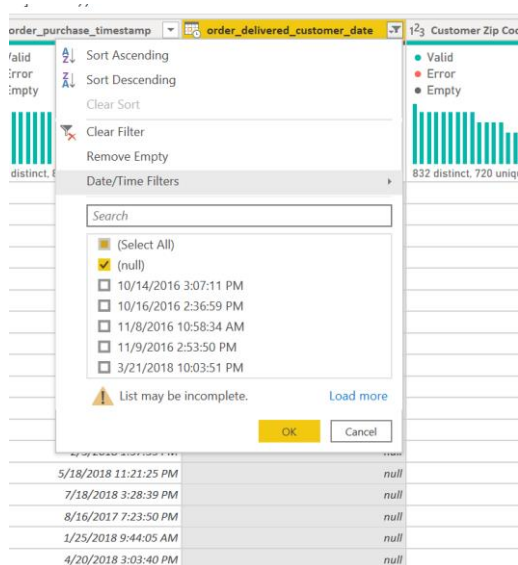 order_purchase_timestamp order_delivered_customer_date 1²3 Customer Zip Coo
Valid
Error
Empty
Valid
Error
Empty
distinct, 832 distinct, 720 uniqu
Sort Ascending
Sort Descending
Clear Sort
Clear Filter
Remove Empty
Date/Time Filters
Search
(Select All)
(null)
10/14/2016 3:07:11 PM
10/16/2016 2:36:59 PM
11/8/2016 10:58:34 AM
11/9/2016 2:53:50 PM
3/21/2018 10:03:51 PM
List may be incomplete. Load more
OK Cancel
5/18/2018 11:21:25 PM null
7/18/2018 3:28:39 PM null
8/16/2017 7:23:50 PM null
1/25/2018 9:44:05 AM null
4/20/2018 3:03:40 PM null